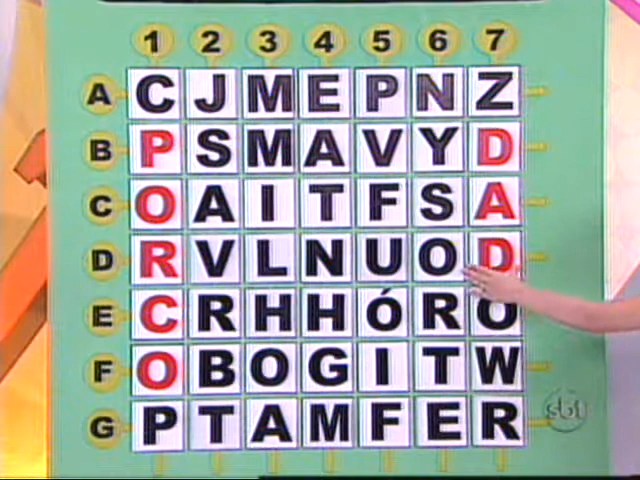 1 2 3 4 5 6 7
A C J M E P N Z
B P S M A V Y D
C O A I T F S A
D R V L N U O D
E C R H H Ó R O
F O B O G I T W
G P T A M F E R
sbt